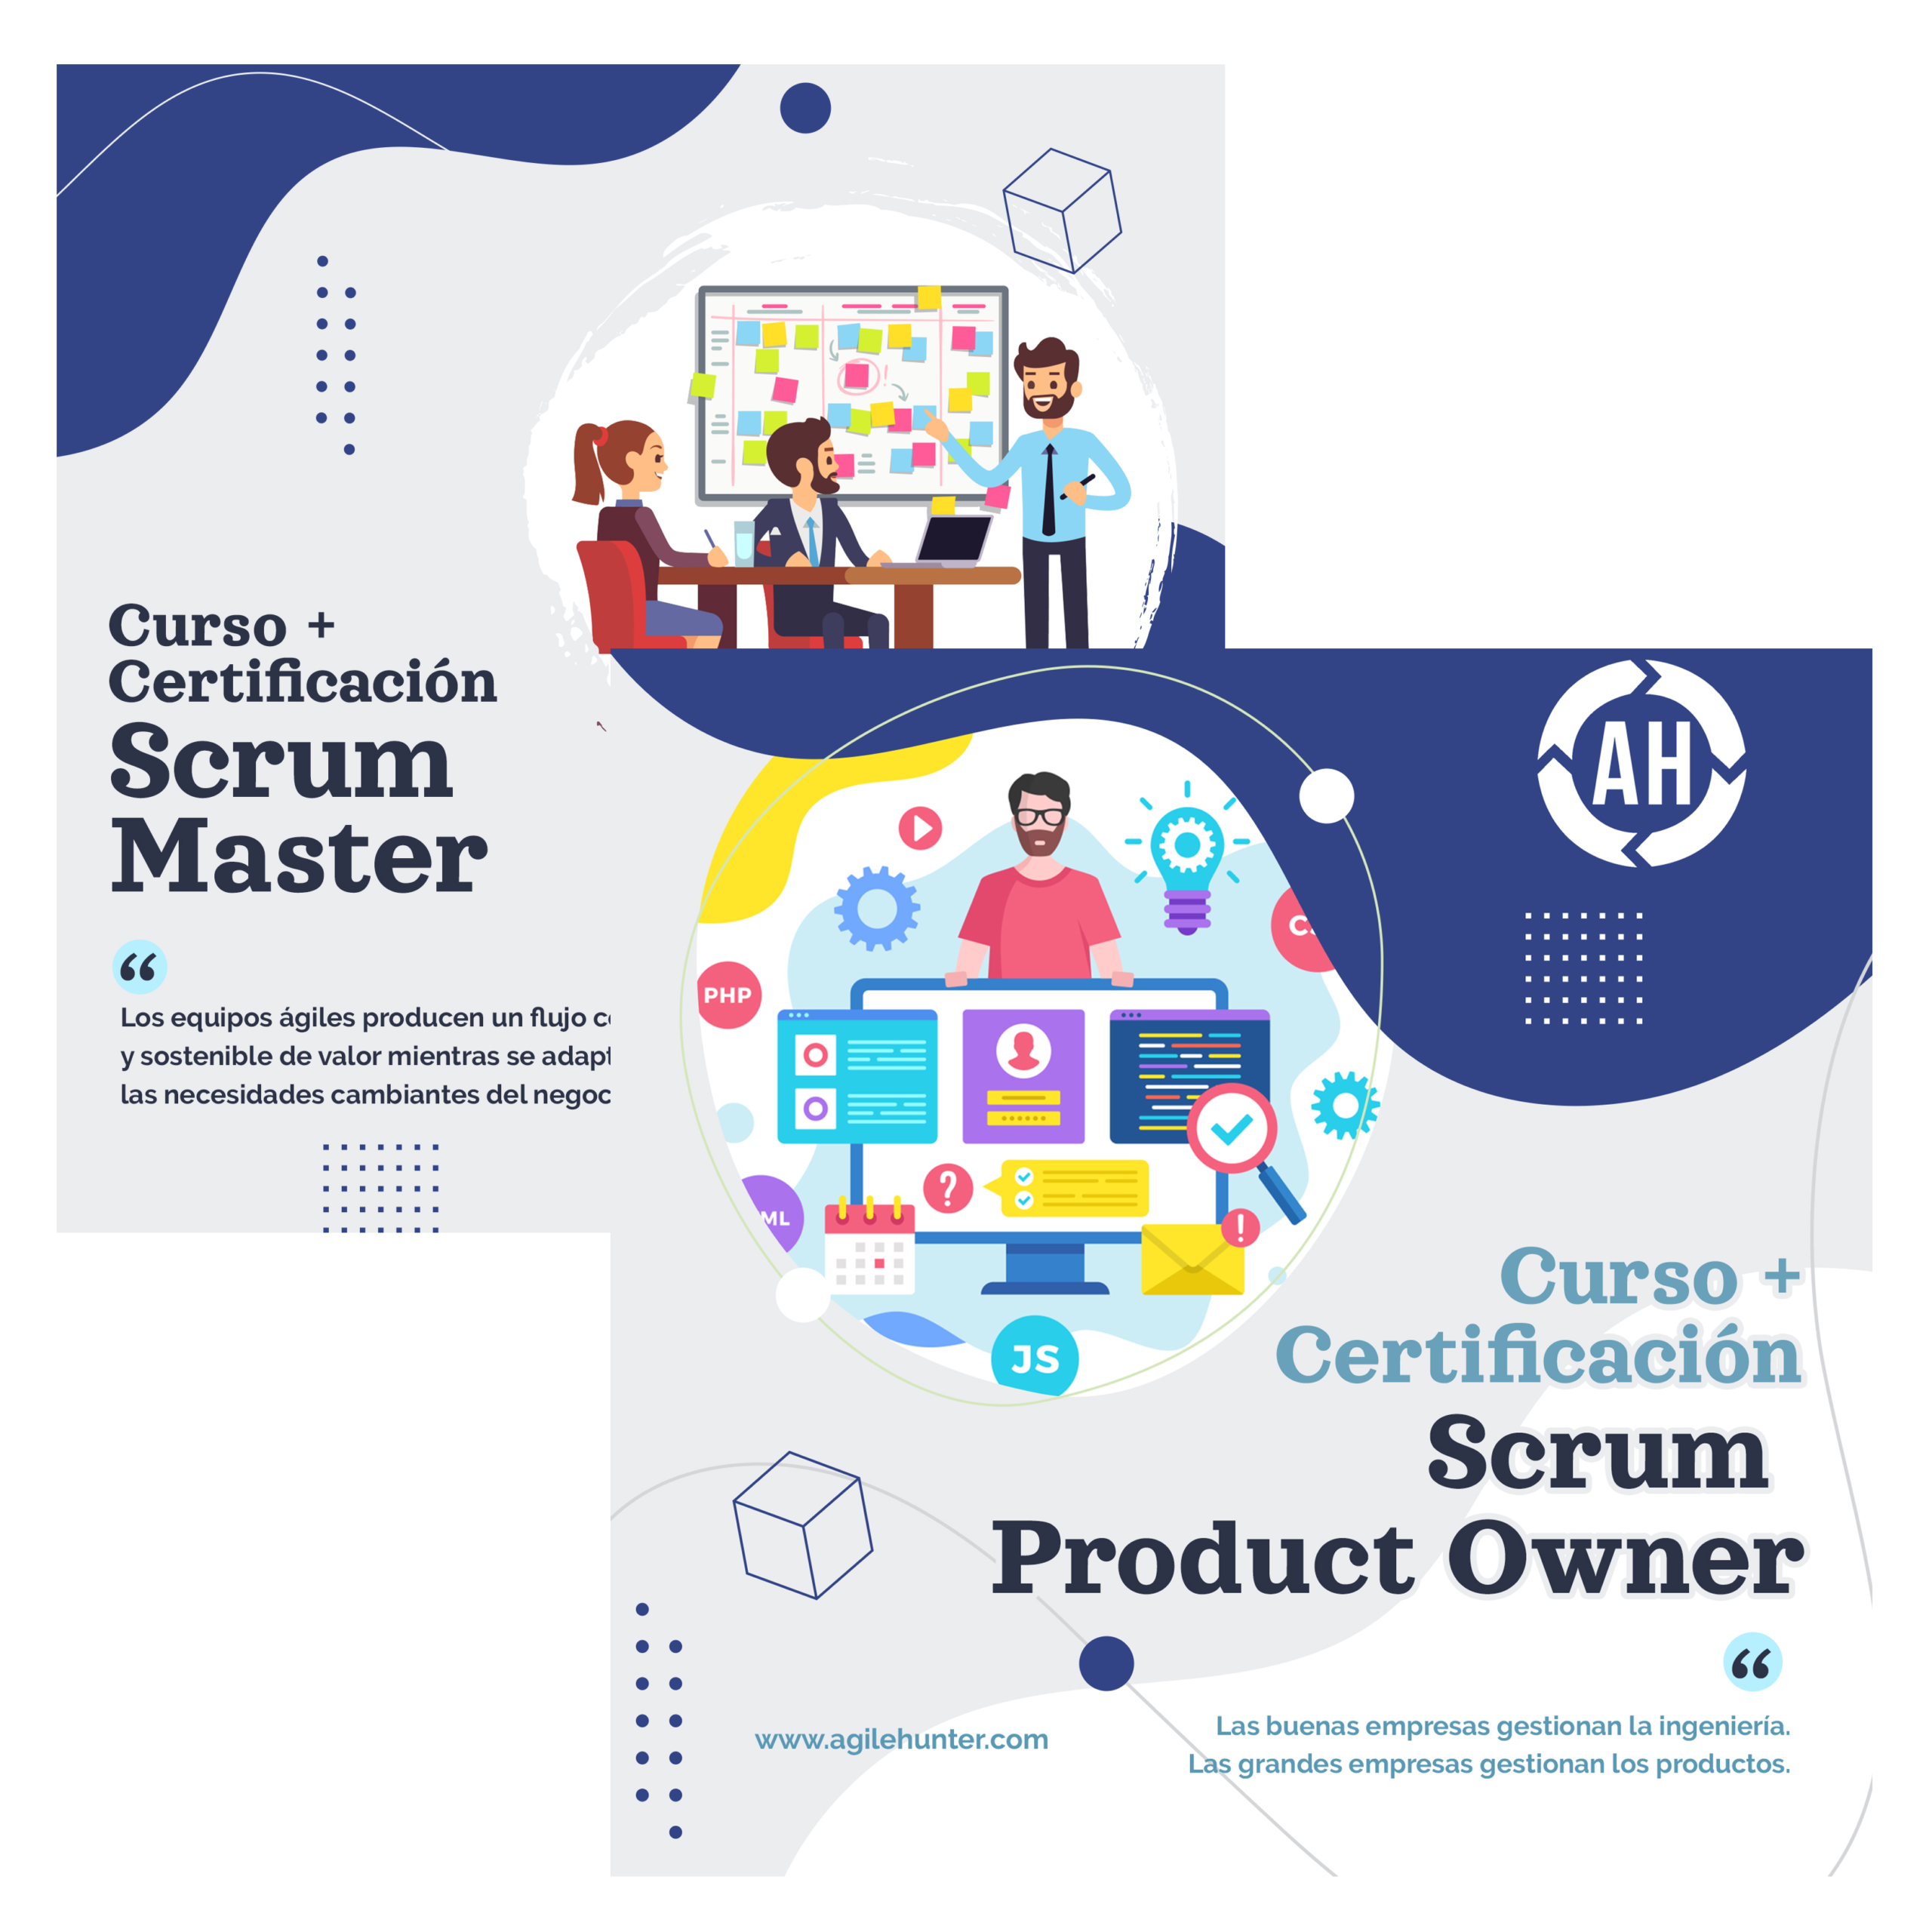 Curso +
Certificación
Scrum
Master
“
Los equipos ágiles producen un flujo
y sostenible de valor mientras se
las necesidades cambiantes del
AH
PHP
JS
Curso +
Certificación
Scrum
Product Owner
“
Las buenas empresas gestionan la ingeniería.
Las grandes empresas gestionan los productos.
www.agilehunter.com